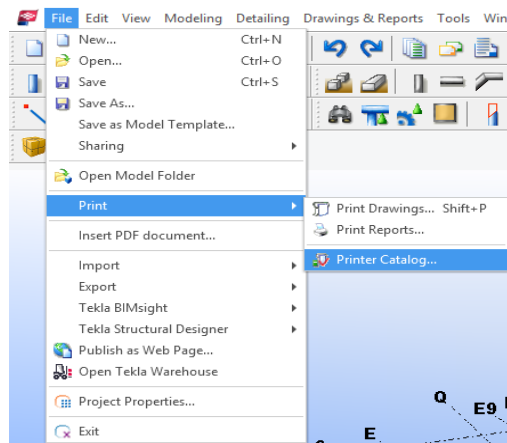 File Edit View Modeling Detailing Drawings & Reports Tools Win
New... Ctrl+N
Open... Ctrl+O
Save Ctrl+S
Save As...
Save as Model Template...
Sharing
Open Model Folder
Print
Print Drawings... Shift+P
Insert PDF document...
Print Reports...
Import
Printer Catalog...
Export
Tekla BIMsight
Tekla Structural Designer
Publish as Web Page...
Open Tekla Warehouse
Project Properties...
Exit
Q
E9
E